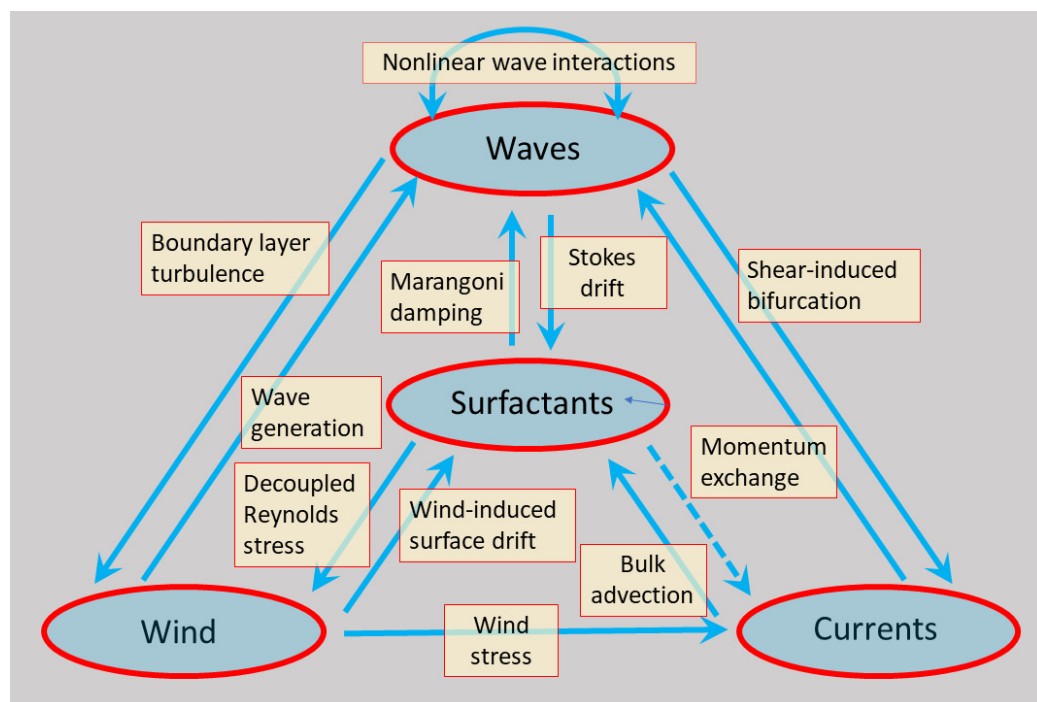 Nonlinear wave interactions
Waves
Boundary layer
turbulence
Marangoni
damping
Stokes
drift
Shear-induced
bifurcation
Wave
generation
Surfactants
Decoupled
Reynolds
stress
Wind-induced
surface drift
Momentum
exchange
Bulk
advection
Wind
Wind
stress
Currents